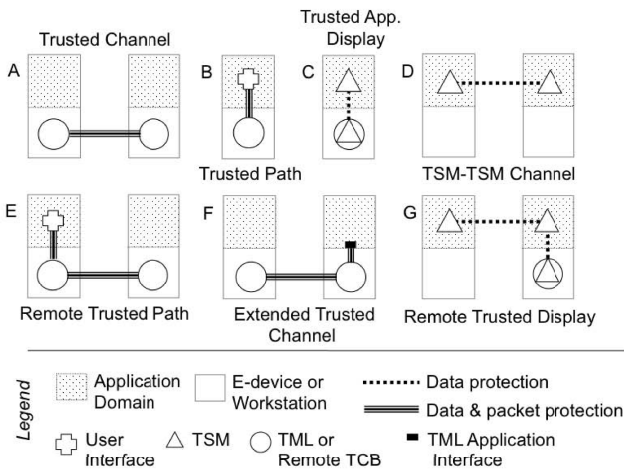 Trusted Channel
Trusted App.
Display
A
B
C
D
Trusted Path
TSM-TSM Channel
E
F
G
Remote Trusted Path
Extended Trusted
Channel
Remote Trusted Display
Legend
Application
Domain
E-device or
Workstation
Data protection
Data & packet protection
User
Interface
TSM
TML or
Remote TCB
TML Application
Interface